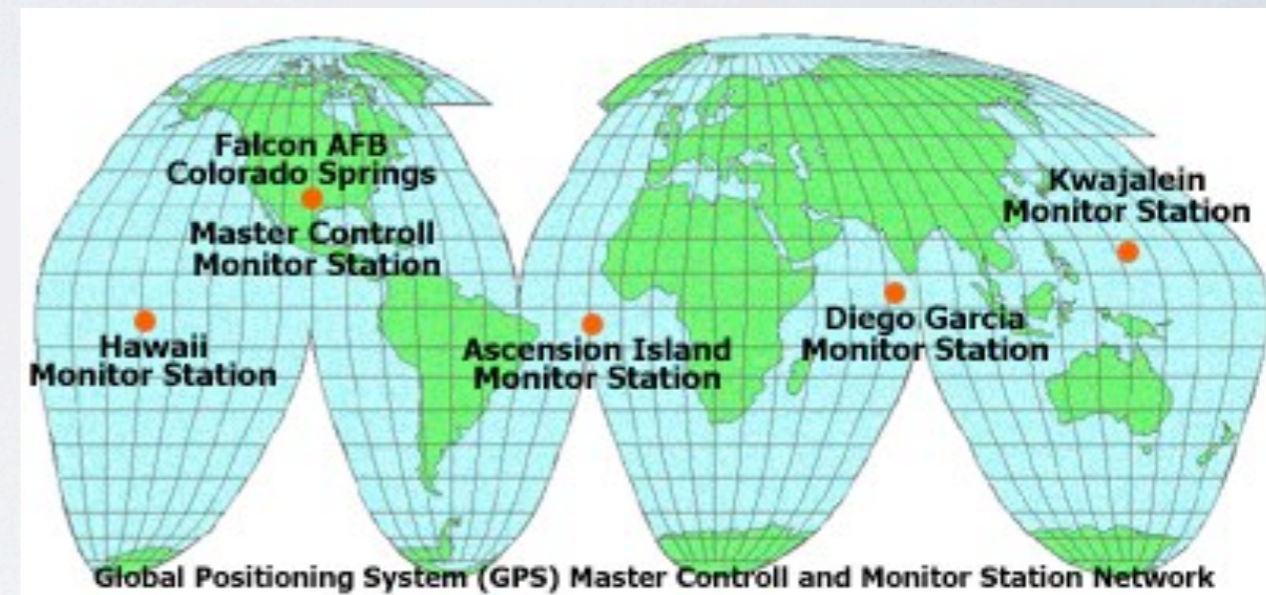 Falcon AFB
Colorado Springs
Master Controll
Monitor Station
Hawaii
Monitor Station
Ascension Island
Monitor Station
Diego Garcia
Monitor Station
Kwajalein
Monitor Station
Global Positioning System (GPS) Master Controll and Monitor Station Network